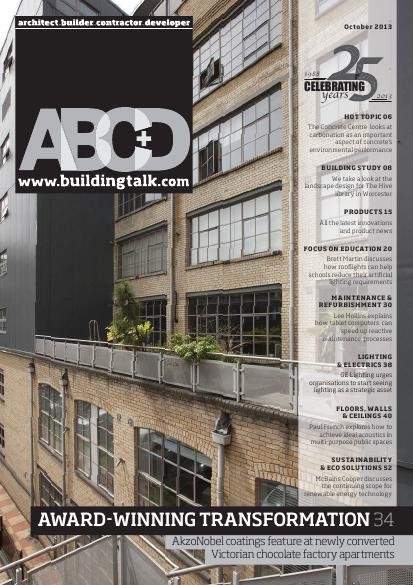 architect builder contractor developer
October 2013
ABC+D
www.buildingtalk.com
1988
25
CELEBRATING
years
2013
HOT TOPIC 06
The Concrete Centre looks at
carbonation as an important
aspect of concrete's
environmental performance
BUILDING STUDY 08
We take a look at the
landscape design for The Hive
library in Worcester
PRODUCTS 15
All the latest innovations
and product news
FOCUS ON EDUCATION 20
Brett Martin discusses
how rooflights can help
schools reduce their artificial
lighting requirements
MAINTENANCE &
REFURBISHMENT 30
Lee Hollins explains
how tablet computers can
speed up reactive
maintenance processes
LIGHTING
& ELECTRICS 38
GE Lighting urges
organisations to start seeing
lighting as a strategic asset
FLOORS, WALLS
& CEILINGS 40
Paul French explains how to
achieve ideal acoustics in
multi-purpose public spaces
SUSTAINABILITY
& ECO SOLUTIONS 52
McBains Cooper discusses
the continuing scope for
renewable energy technology
AWARD-WINNING TRANSFORMATION 34
AkzoNobel coatings feature at newly converted
Victorian chocolate factory apartments